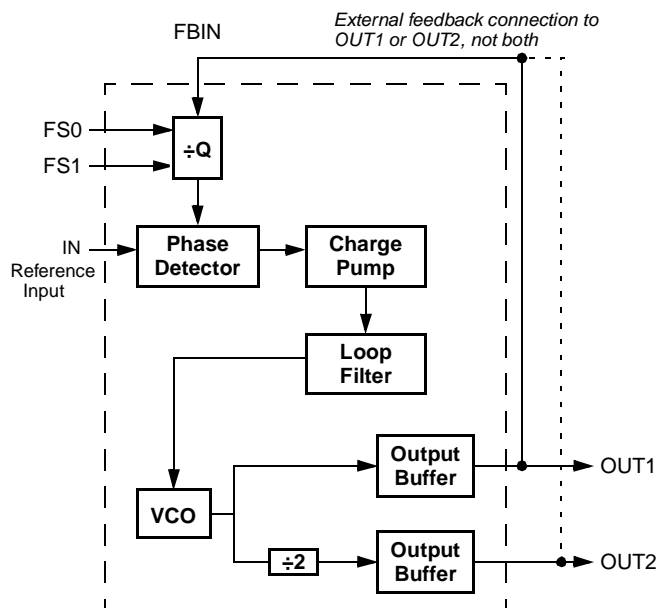 External feedback connection to
OUT1 or OUT2, not both
FBIN
FS0
FS1
÷Q
IN
Reference
Input
Phase
Detector
Charge
Pump
Loop
Filter
Output
Buffer
OUT1
VCO
÷2
Output
Buffer
OUT2